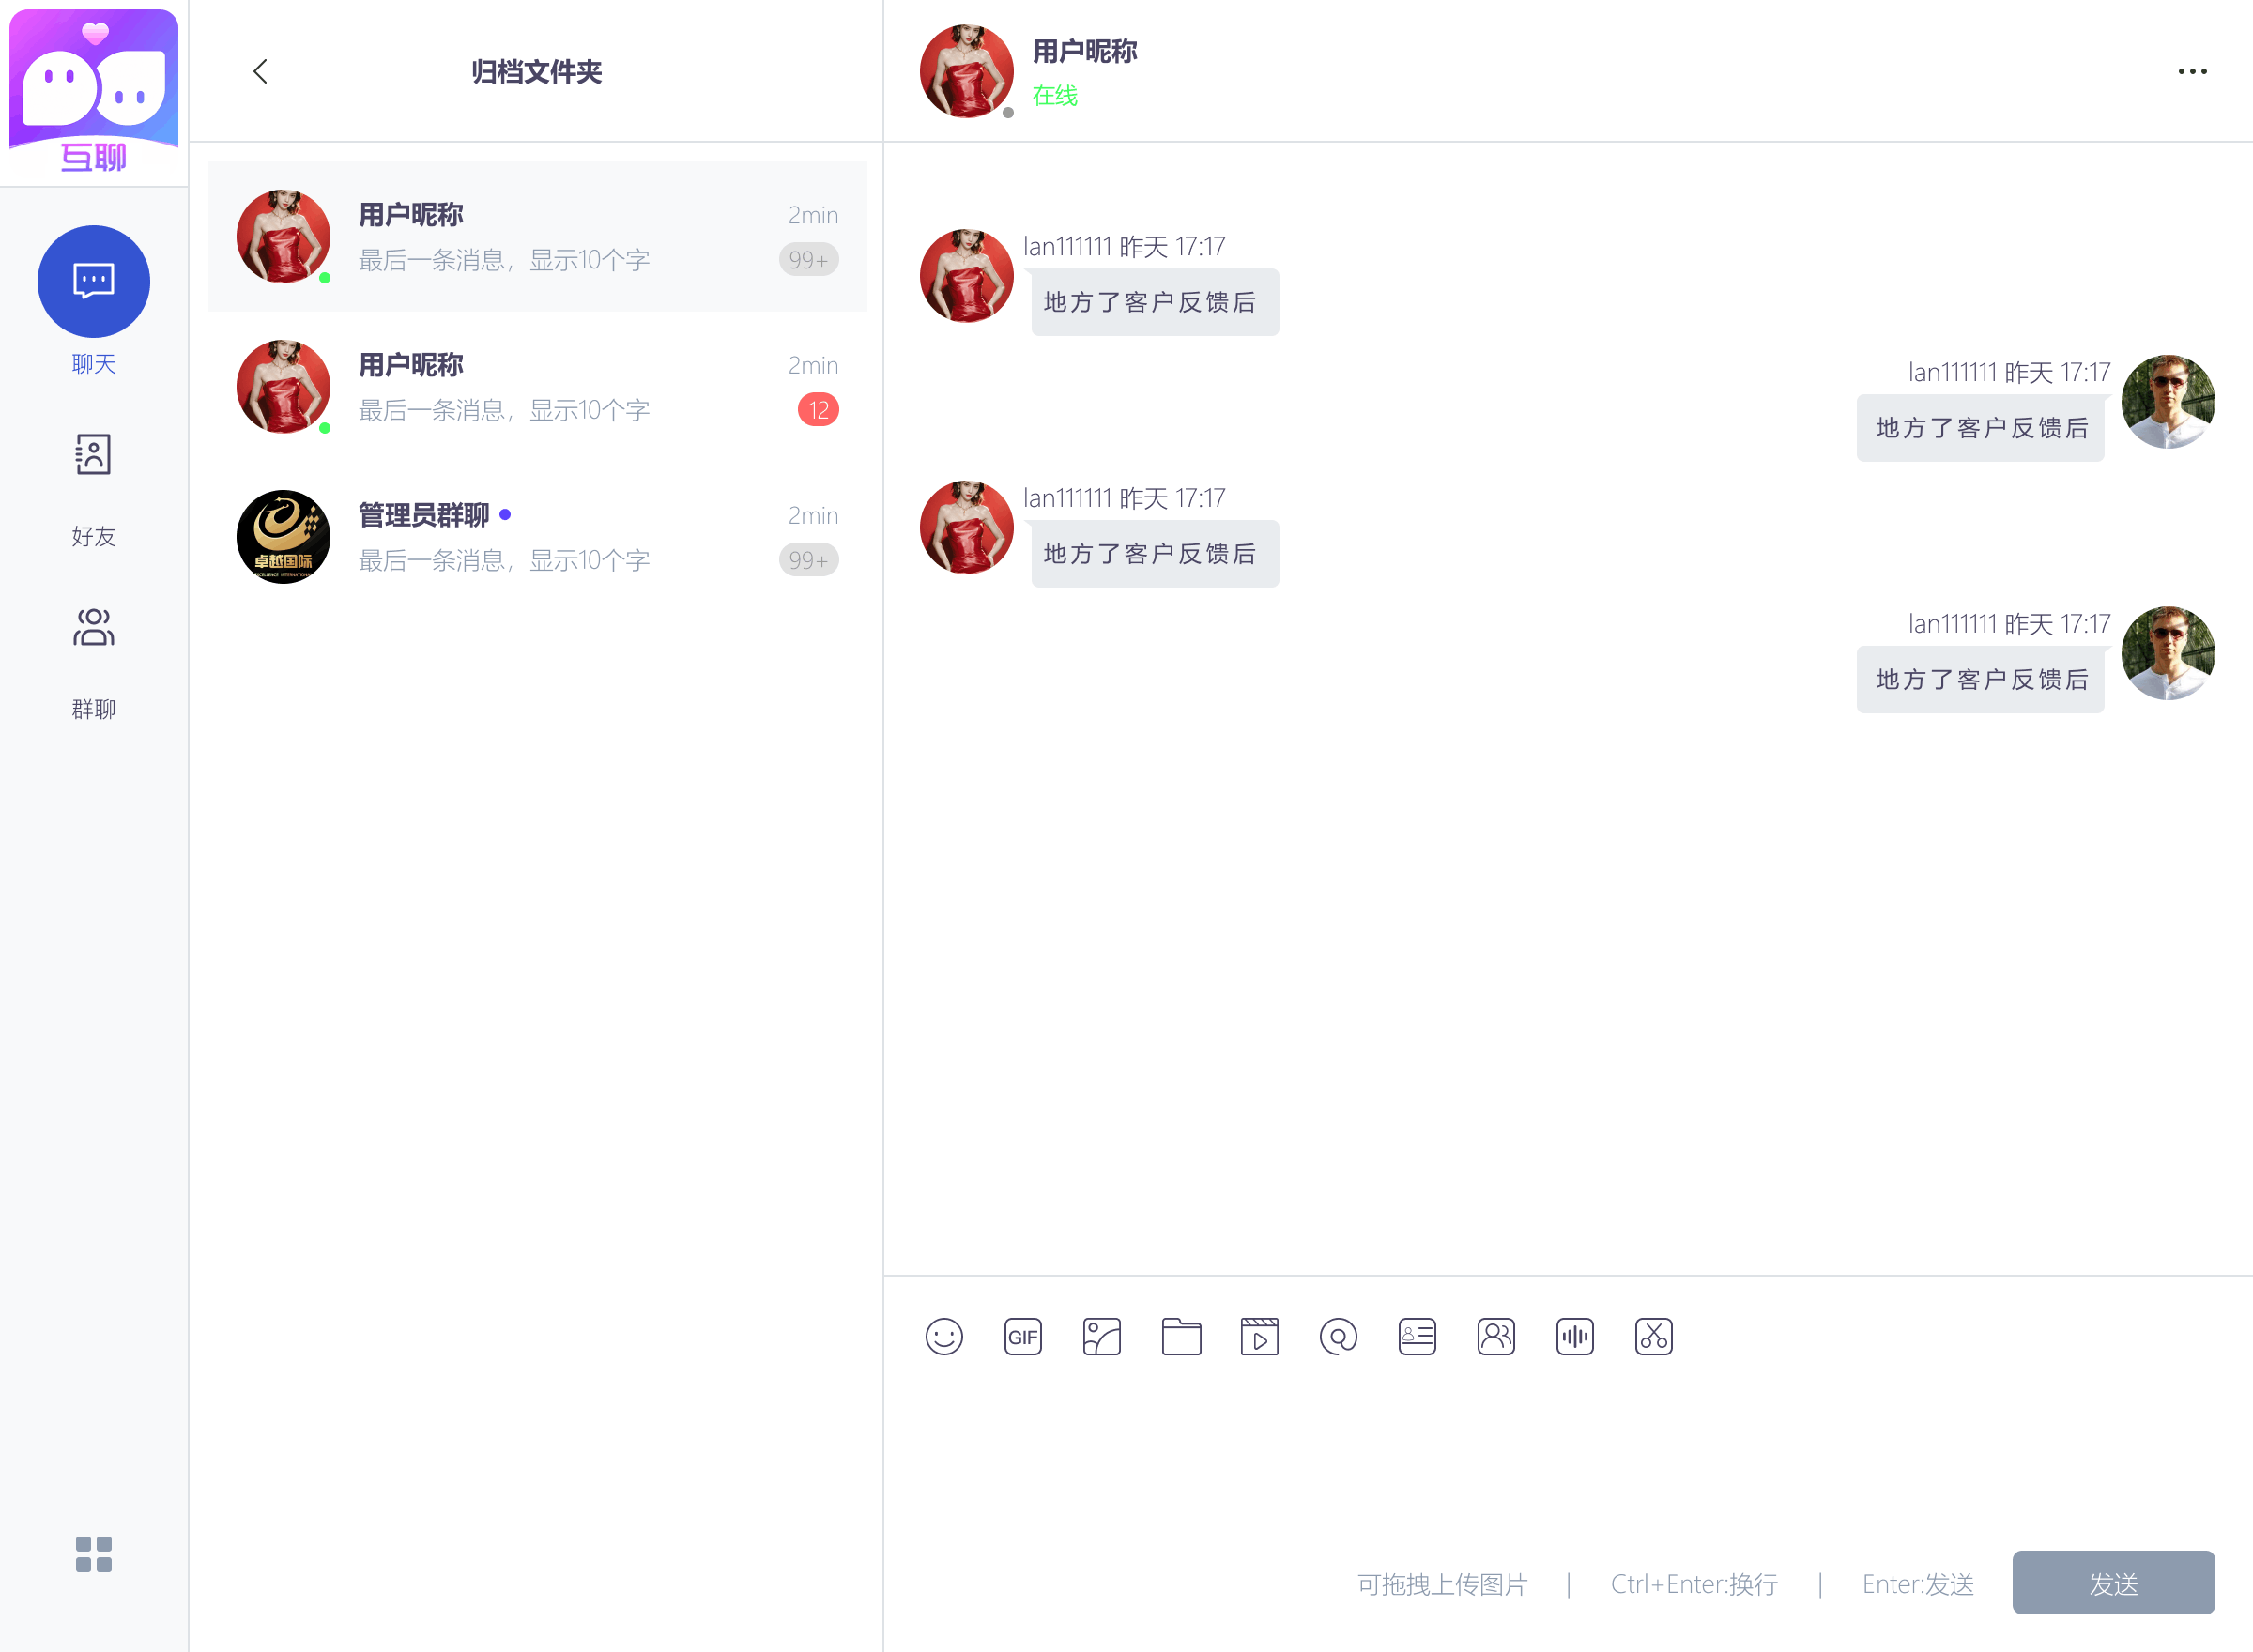 互聊
聊天
好友
群聊
归档文件夹
用户昵称
2min
最后一条消息，显示10个字
99+
用户昵称
2min
最后一条消息，显示10个字
12
卓越国际
管理员群聊
2min
最后一条消息，显示10个字
99+
用户昵称
在线
lan111111 昨天 17:17
地方了客户反馈后
lan111111 昨天 17:17
地方了客户反馈后
lan111111 昨天 17:17
地方了客户反馈后
lan111111 昨天 17:17
地方了客户反馈后
GIF
可拖拽上传图片 | Ctrl+Enter:换行 | Enter:发送
发送